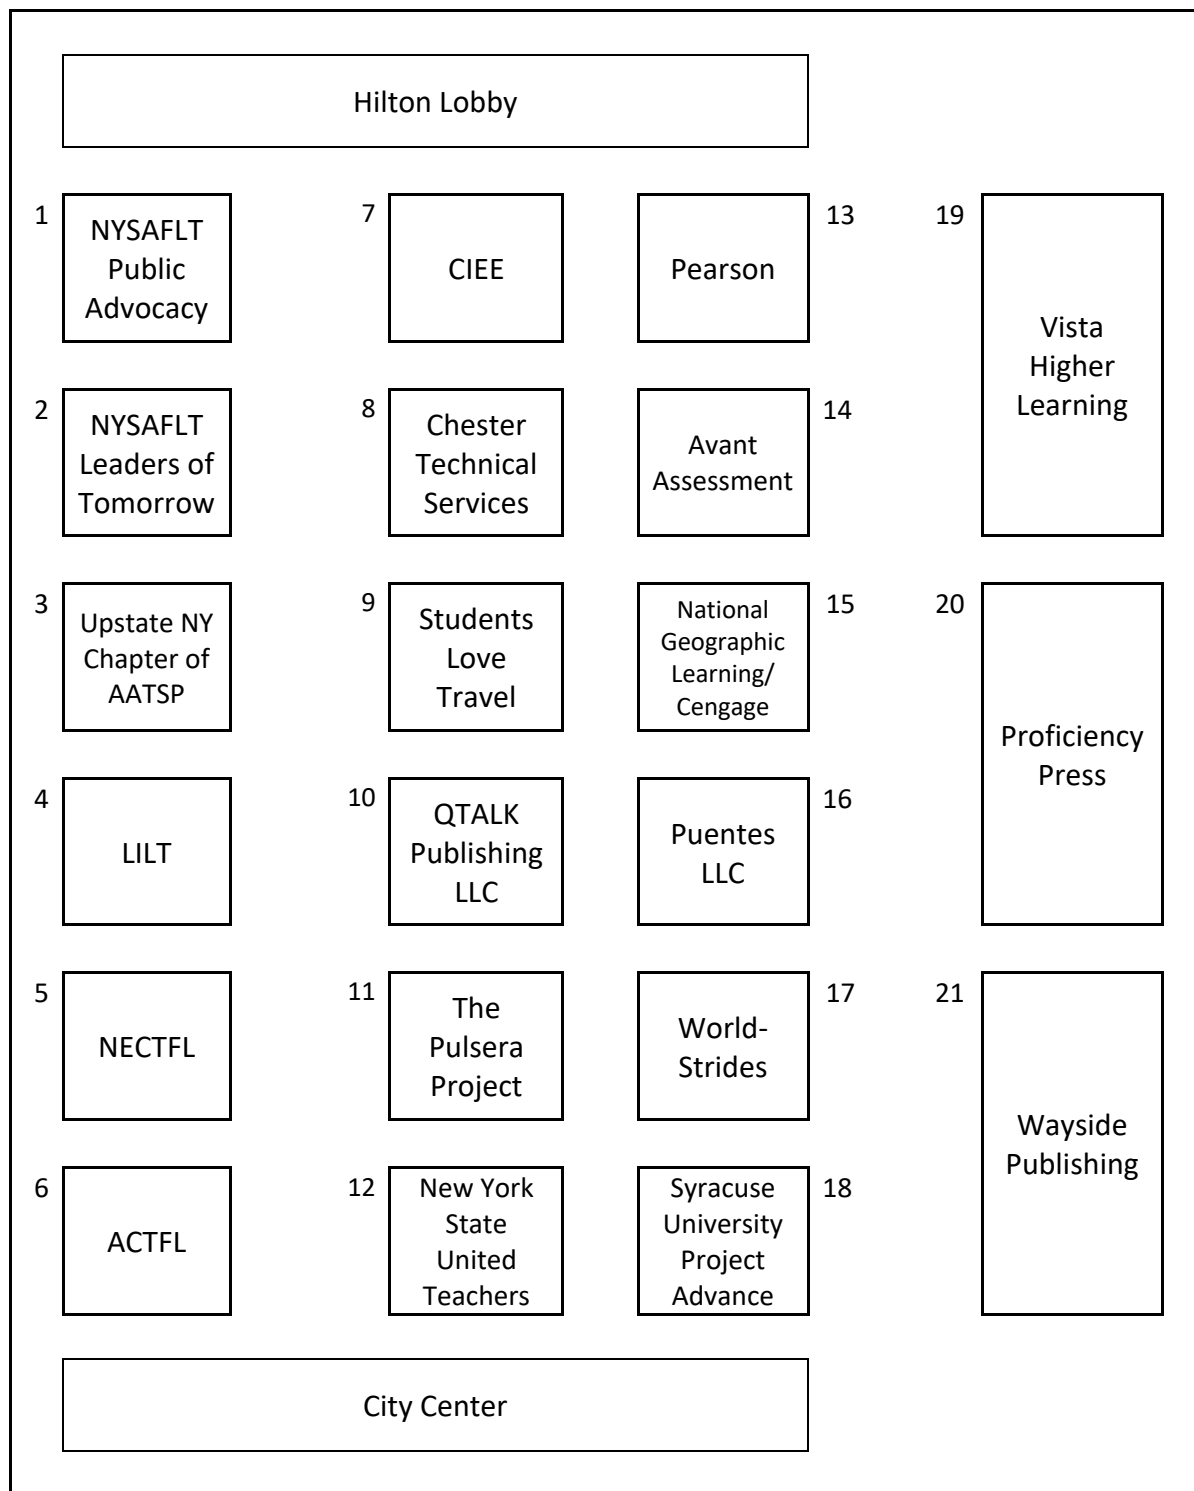 Hilton Lobby
1
NYSAFLT
Public
Advocacy
7
CIEE
Pearson
13
19
Vista
Higher
Learning
2
NYSAFLT
Leaders of
Tomorrow
8
Chester
Technical
Services
Avant
Assessment
14
3
Upstate NY
Chapter of
AATSP
9
Students
Love
Travel
National
Geographic
Learning/
Cengage
15
20
Proficiency
Press
4
LILT
10
QTALK
Publishing
LLC
Puentes
LLC
16
5
NECTFL
11
The
Pulsera
Project
World-
Strides
17
21
Wayside
Publishing
6
ACTFL
12
New York
State
United
Teachers
Syracuse
University
Project
Advance
18
City Center